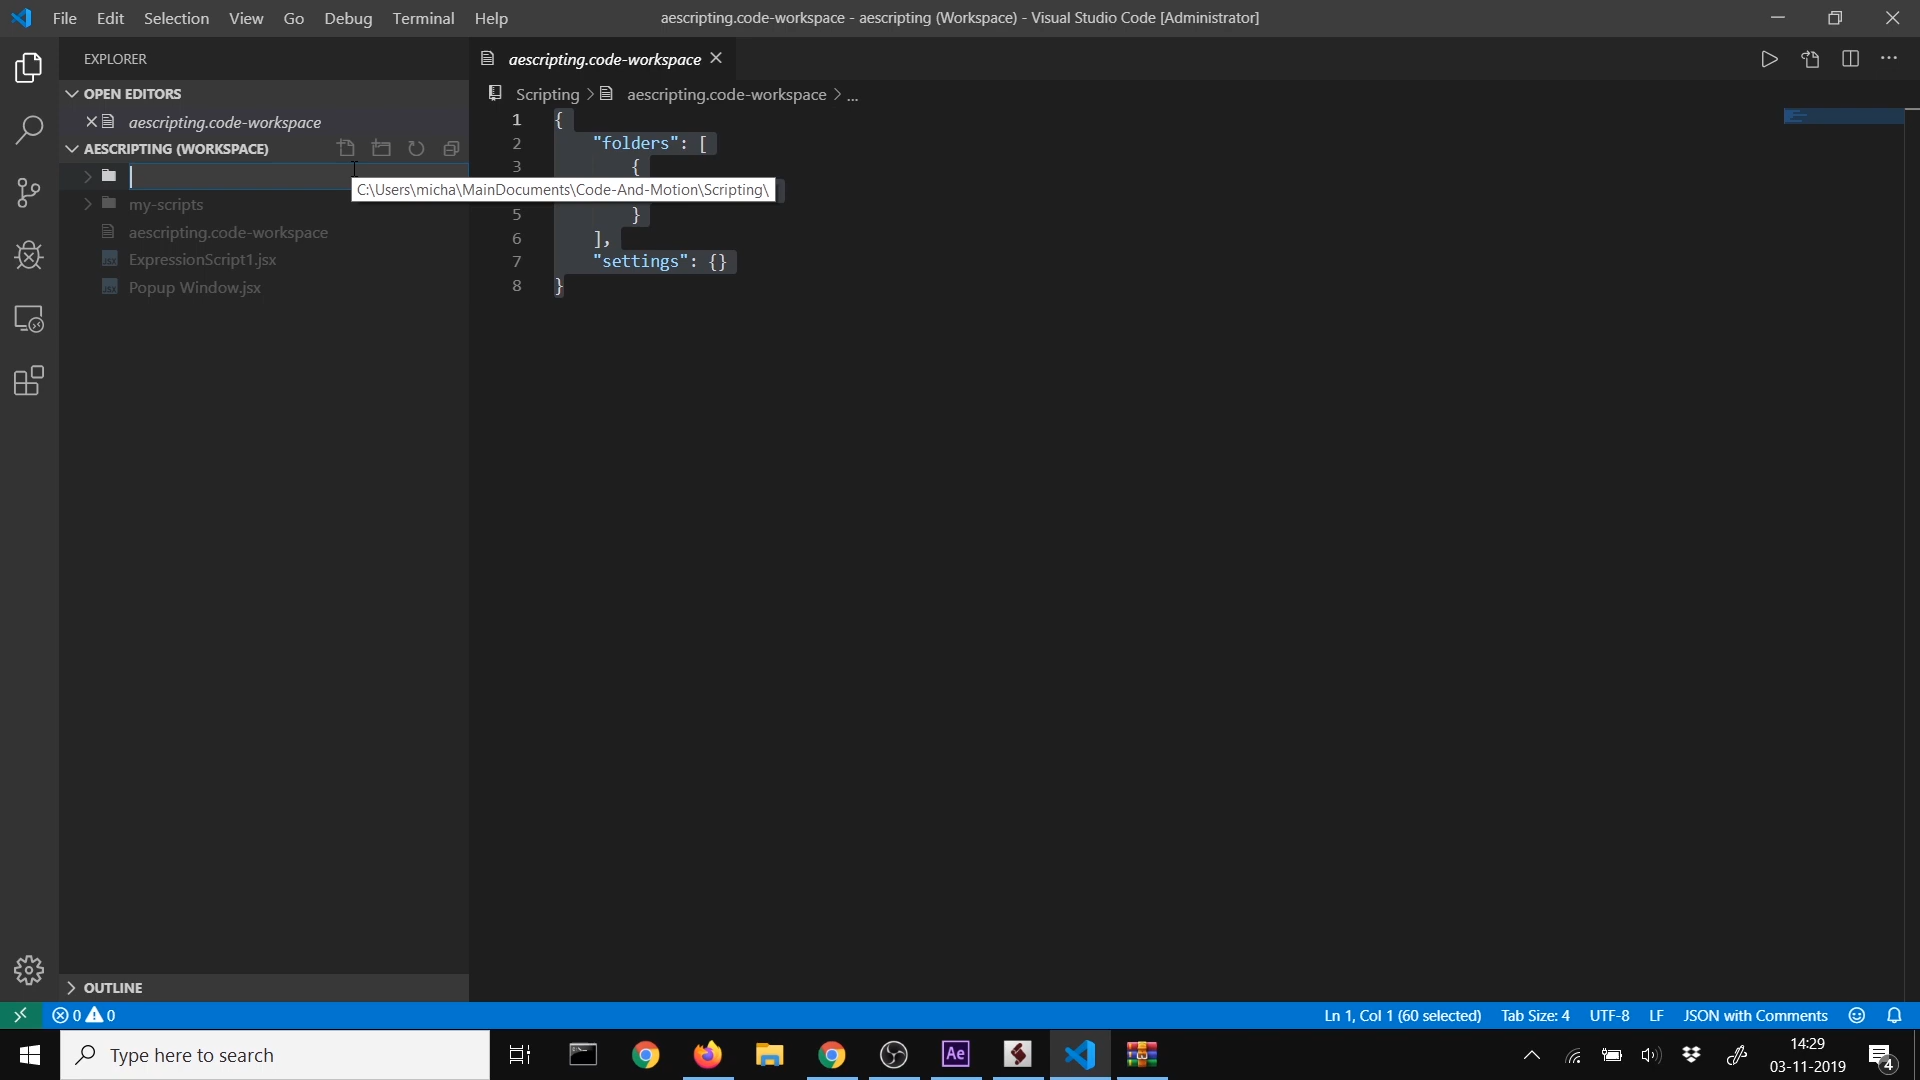 File Edit Selection View Go Debug Terminal Help
aescripting.code-workspace - aescripting (Workspace) - Visual Studio Code [Administrator]
EXPLORER
OPEN EDITORS
aescripting.code-workspace
AESCRIPTING (WORKSPACE)
my-scripts
aescripting.code-workspace
ExpressionScript1.jsx
Popup Window.jsx
OUTLINE
aescripting.code-workspace
Scripting > aescripting.code-workspace > ...
1 {
2 "folders": [
3 {
C:\Users\micha\MainDocuments\Code-And-Motion\Scripting\
5 }
6 ],
7 "settings": {}
8 }
0 0
Ln 1, Col 1 (60 selected) Tab Size: 4 UTF-8 LF JSON with Comments
Type here to search
Ae
14:29
03-11-2019
4